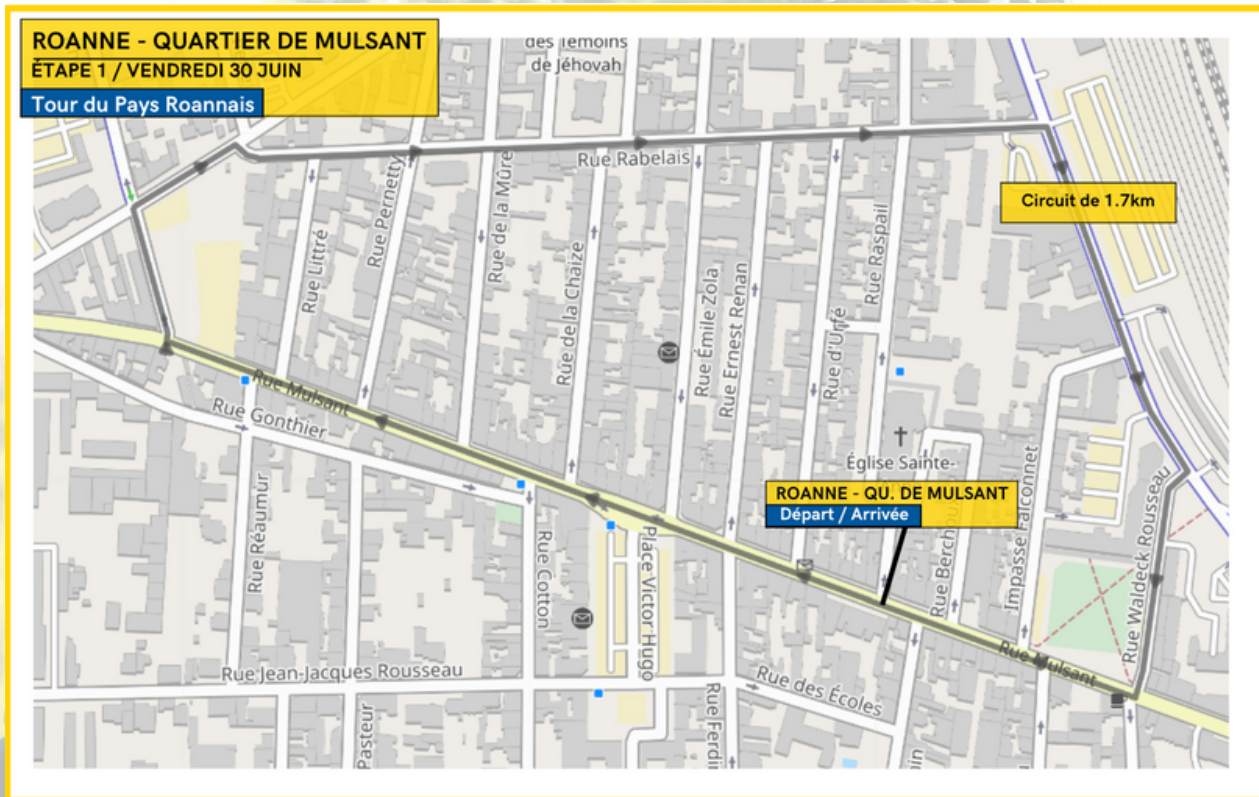 ROANNE - QUARTIER DE MULSANT
ÉTAPE 1 / VENDREDI 30 JUIN
Tour du Pays Roannais
des Témoins
de Jéhovah
Rue Rabelais
Circuit de 1.7km
Rue Littré
Rue Pernetty
Rue de la Mûre
Rue de la Chaize
Rue Émile Zola
Rue Ernest Renan
Rue d'Urfé
Rue Raspail
Rue Mulsant
Rue Gonthier
Église Sainte-
ROANNE - QU. DE MULSANT
Départ / Arrivée
Rue Réaumur
Rue Cotton
Place Victor Hugo
Rue Berchou
Impasse Falconnet
Rue Waldeck Rousseau
Rue Mulsant
Rue Jean-Jacques Rousseau
Rue des Écoles
Pasteur
Rue Ferdi